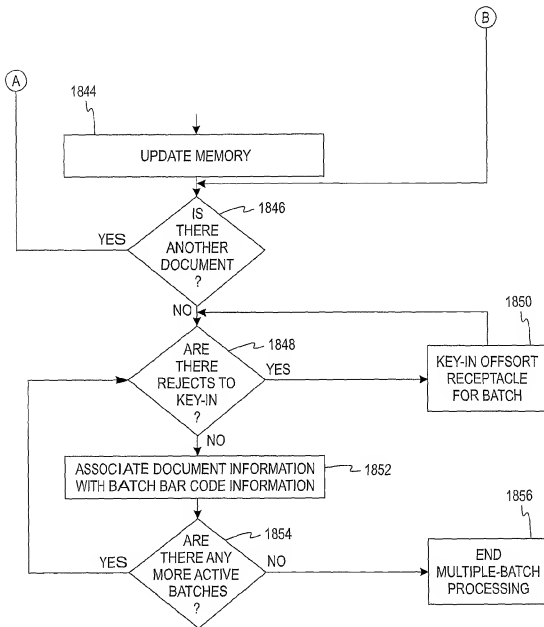 B
A
1844
UPDATE MEMORY
IS
THERE
ANOTHER
DOCUMENT
?
1846
YES
NO
ARE
THERE
REJECTS TO
KEY-IN
?
1848
YES
1850
KEY-IN OFFSORT
RECEPTACLE
FOR BATCH
NO
ASSOCIATE DOCUMENT INFORMATION
WITH BATCH BAR CODE INFORMATION
1852
ARE
THERE ANY
MORE ACTIVE
BATCHES
?
1854
YES
NO
1856
END
MULTIPLE-BATCH
PROCESSING